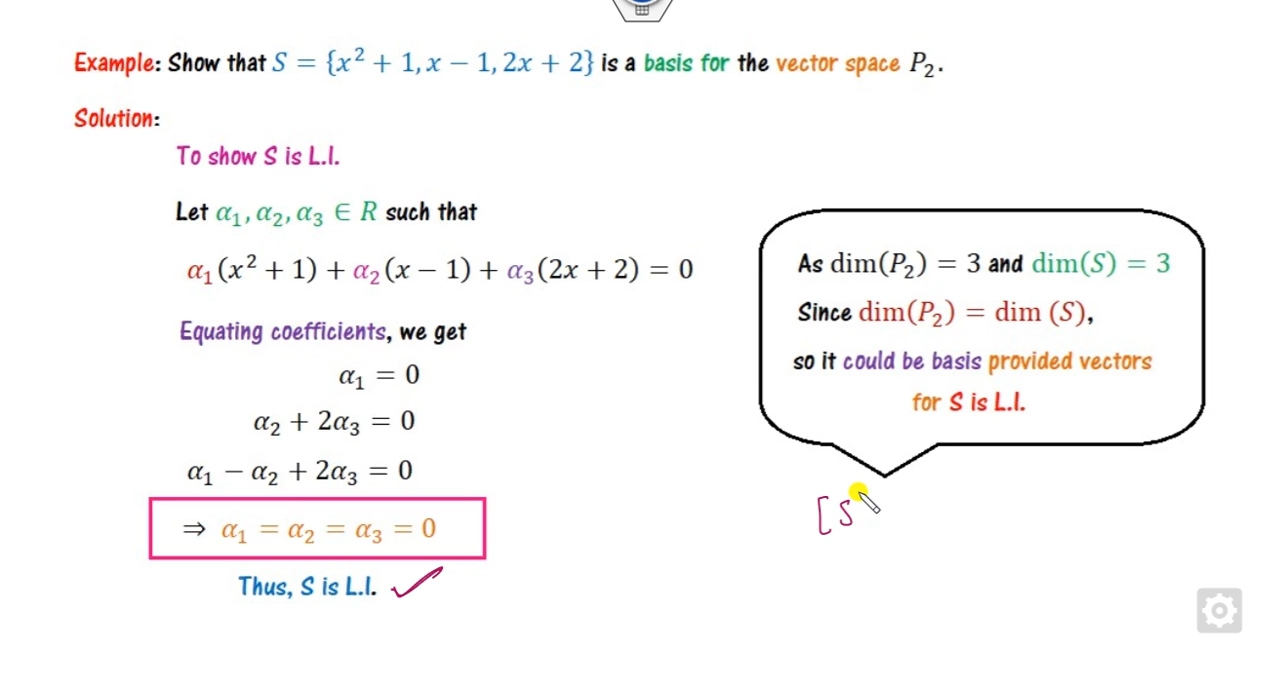 Example: Show that S = {x² + 1, x − 1, 2x + 2} is a basis for the vector space P₂.
Solution:
To show S is L.I.
Let α₁, α₂, α₃ ∈ R such that
α₁(x² + 1) + α₂(x − 1) + α₃(2x + 2) = 0
Equating coefficients, we get
α₁ = 0
α₂ + 2α₃ = 0
α₁ − α₂ + 2α₃ = 0
⇒ α₁ = α₂ = α₃ = 0
Thus, S is L.I.
As dim(P₂) = 3 and dim(S) = 3
Since dim(P₂) = dim (S),
so it could be basis provided vectors
for S is L.I.
[S